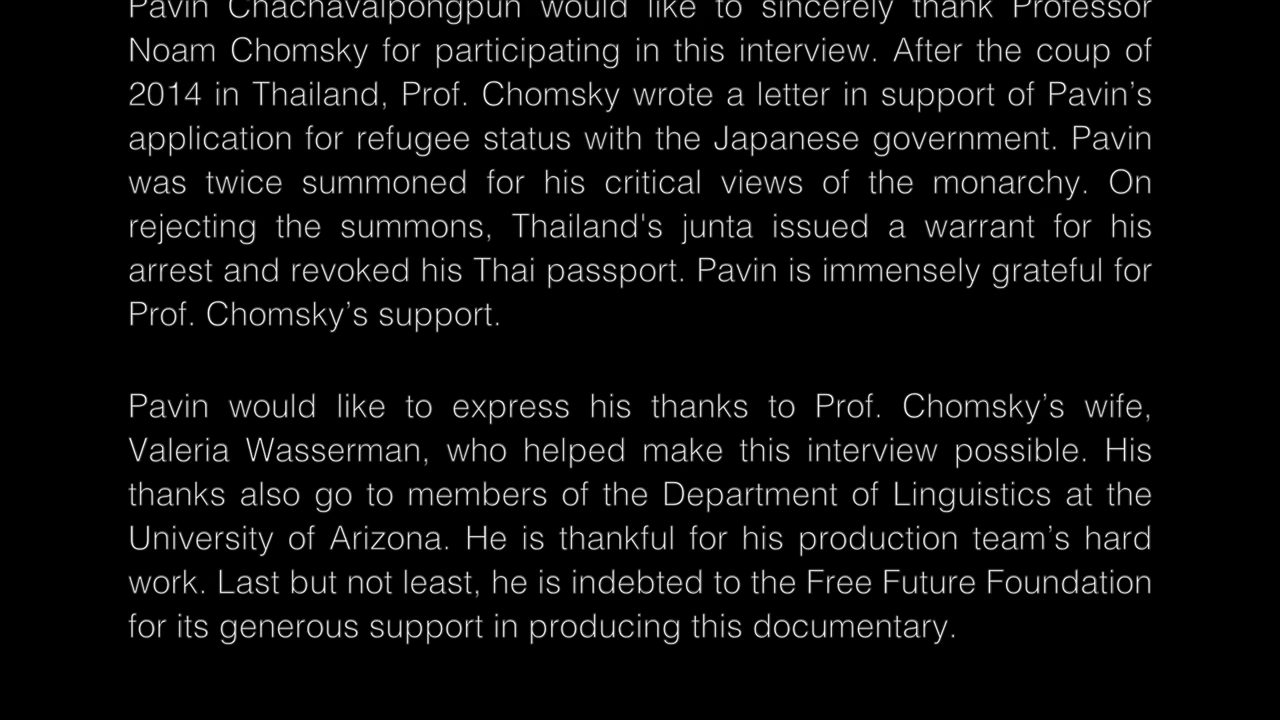 Pavin Chachavalpongpun would like to sincerely thank Professor
Noam Chomsky for participating in this interview. After the coup of
2014 in Thailand, Prof. Chomsky wrote a letter in support of Pavin’s
application for refugee status with the Japanese government. Pavin
was twice summoned for his critical views of the monarchy. On
rejecting the summons, Thailand's junta issued a warrant for his
arrest and revoked his Thai passport. Pavin is immensely grateful for
Prof. Chomsky’s support.
Pavin would like to express his thanks to Prof. Chomsky’s wife,
Valeria Wasserman, who helped make this interview possible. His
thanks also go to members of the Department of Linguistics at the
University of Arizona. He is thankful for his production team’s hard
work. Last but not least, he is indebted to the Free Future Foundation
for its generous support in producing this documentary.